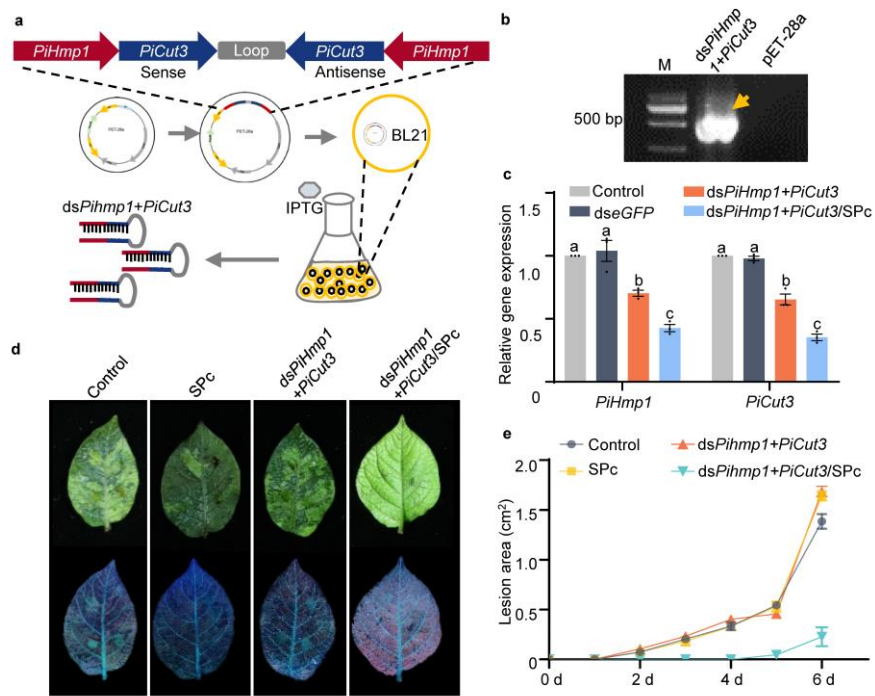 a
PiHmp1 PiCut3 Loop PiCut3 PiHmp1
Sense Antisense
PET-28a PET-28a BL21
IPTG
dsPihmp1+PiCut3
b
M dsPiHmp
1+PiCut3 pET-28a
500 bp
c
Control dsPiHmp1+PiCut3
dseGFP dsPiHmp1+PiCut3/SPc
Relative gene expression
1.0
0.5
0
a a b c a a b c
PiHmp1 PiCut3
d
Control SPc dsPiHmp1
+PiCut3 dsPiHmp1
+PiCut3/SPc
e
Control dsPihmp1+PiCut3
SPc dsPihmp1+PiCut3/SPc
Lesion area (cm²)
2.0
1.5
1.0
0.5
0
0 d 2 d 4 d 6 d